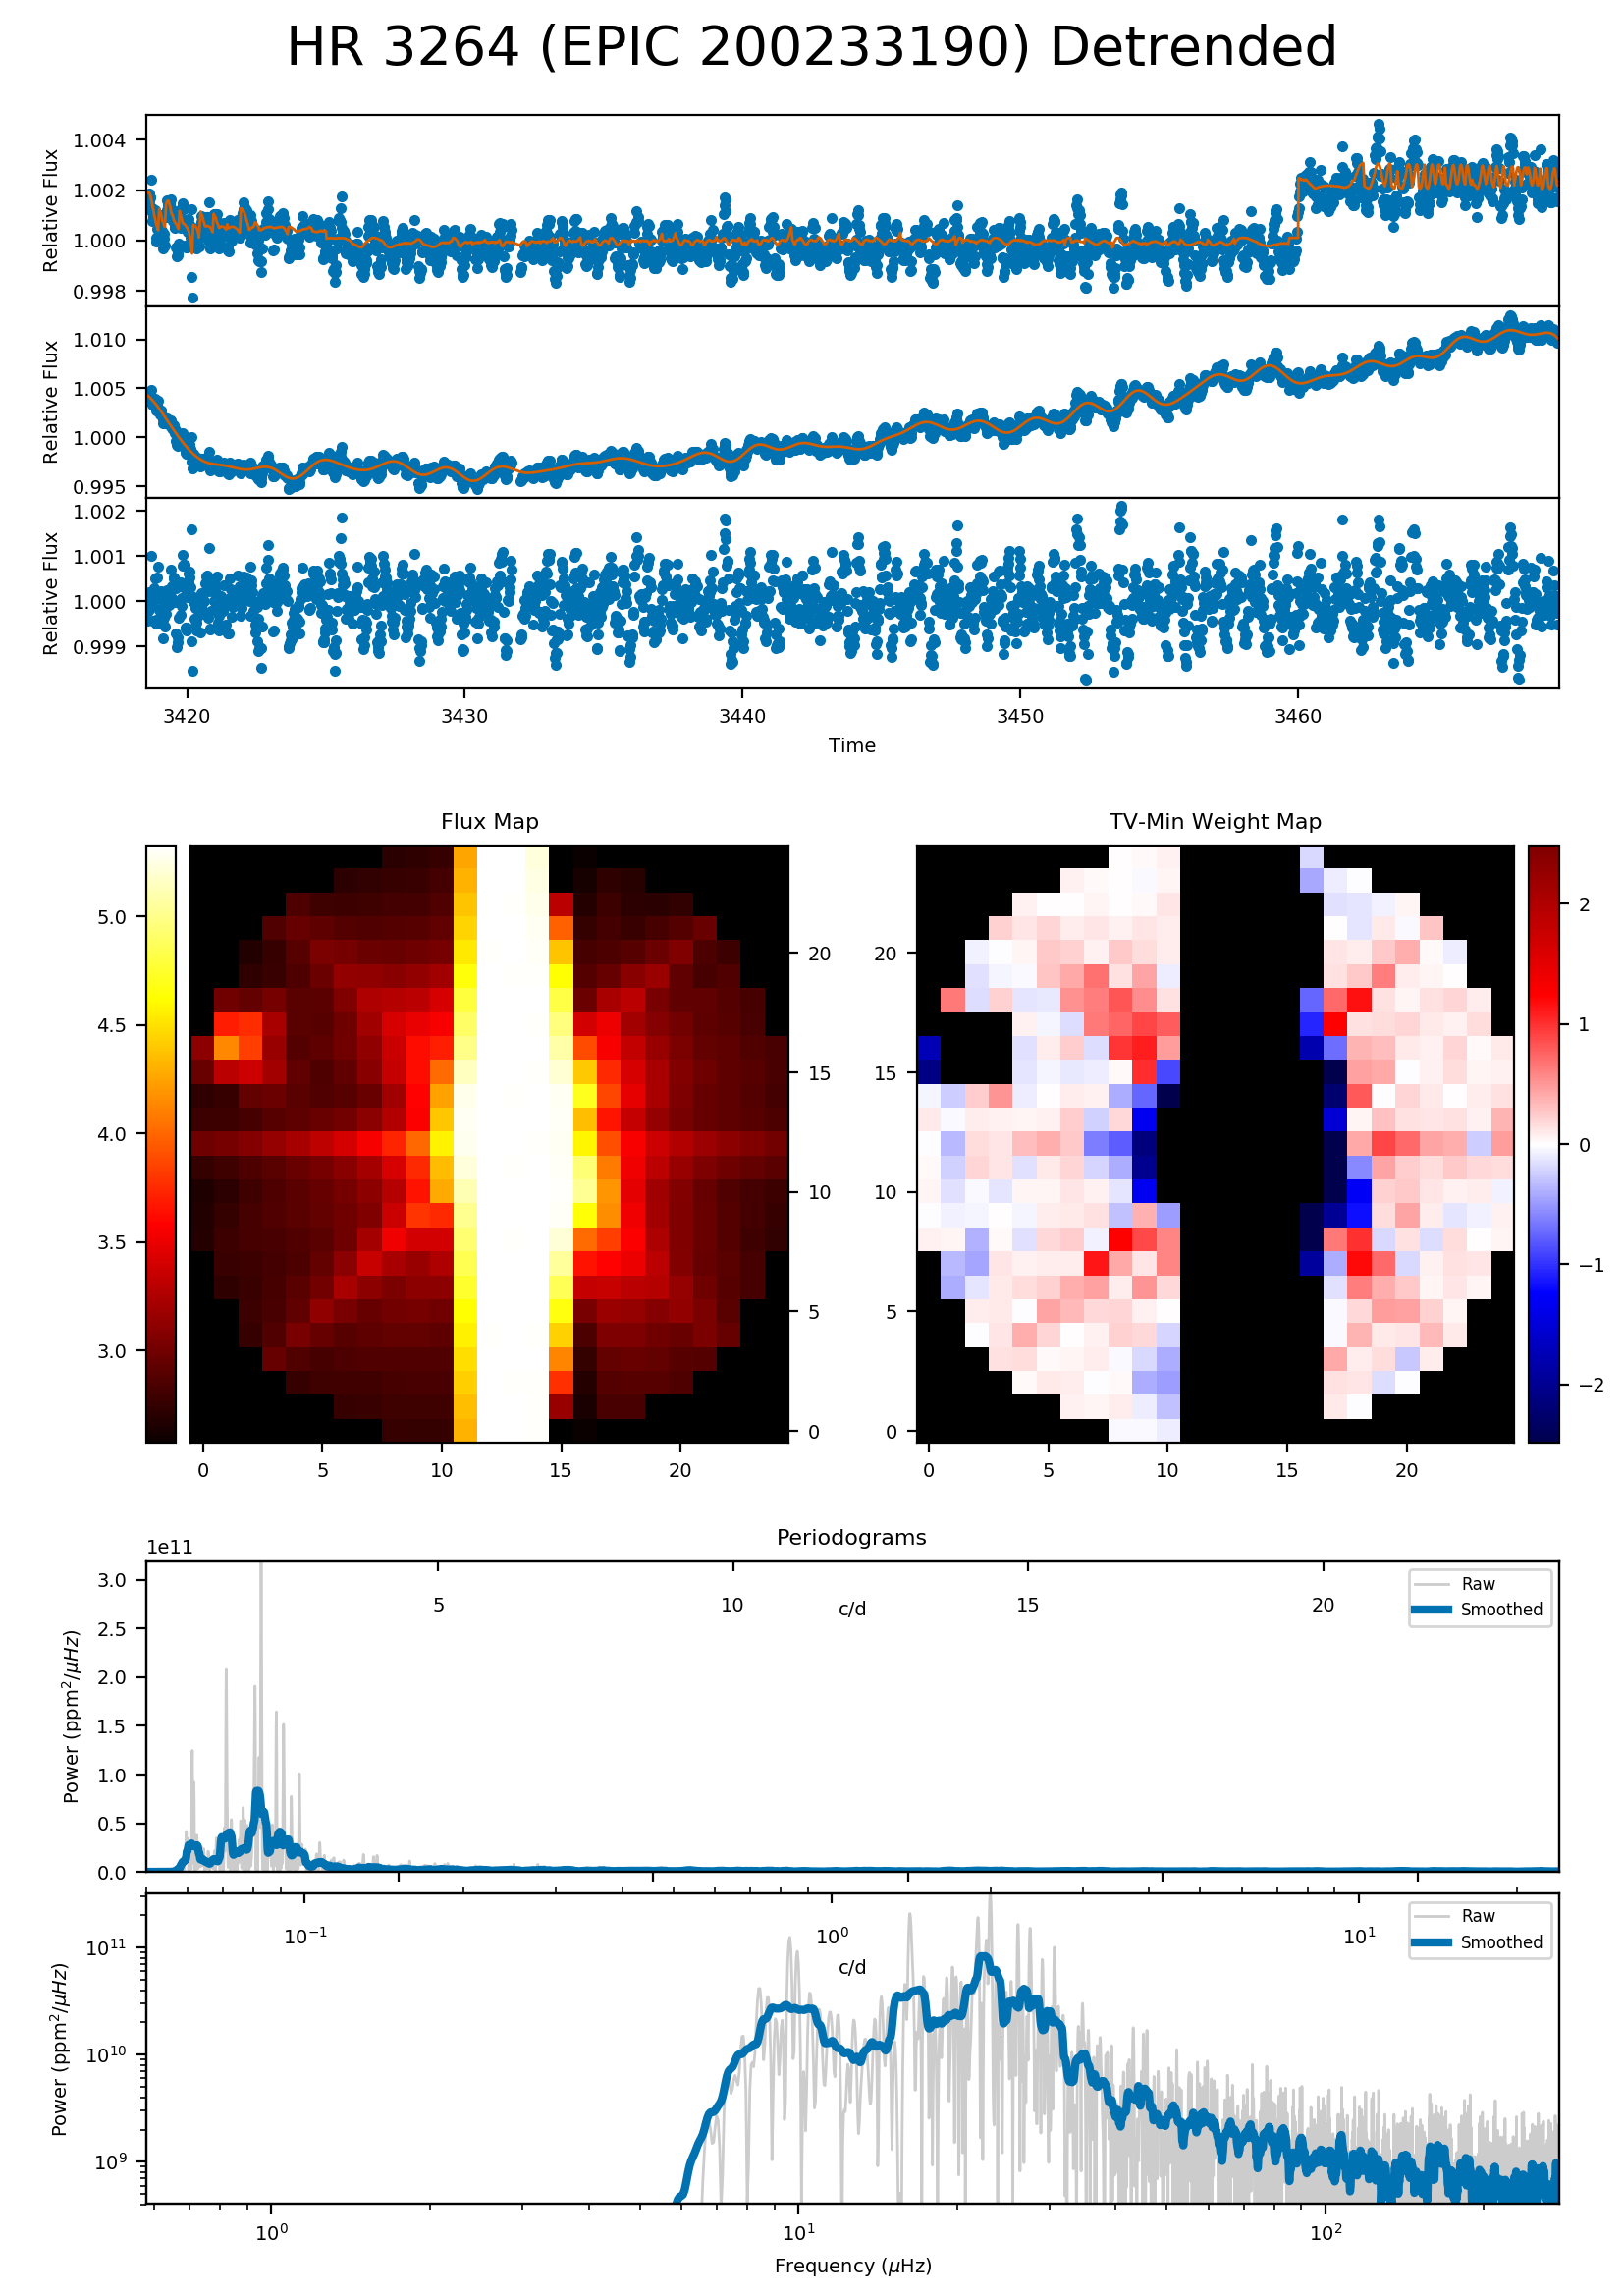 HR 3264 (EPIC 200233190) Detrended
1.004
1.002
1.000
0.998
Relative Flux
1.010
1.005
1.000
0.995
Relative Flux
1.002
1.001
1.000
0.999
Relative Flux
3420 3430 3440 3450 3460
Time
Flux Map
5.0
4.5
4.0
3.5
3.0
20
15
10
5
0
0 5 10 15 20
TV-Min Weight Map
20
15
10
5
0
0 5 10 15 20
2
1
0
−1
−2
Periodograms
1e11
3.0
2.5
2.0
1.5
1.0
0.5
0.0
Power (ppm²/μHz)
5 10 15 20
c/d
Raw
Smoothed
10¹¹
10¹⁰
10⁹
Power (ppm²/μHz)
10⁻¹ 10⁰ 10¹
c/d
Raw
Smoothed
10⁰ 10¹ 10²
Frequency (μHz)